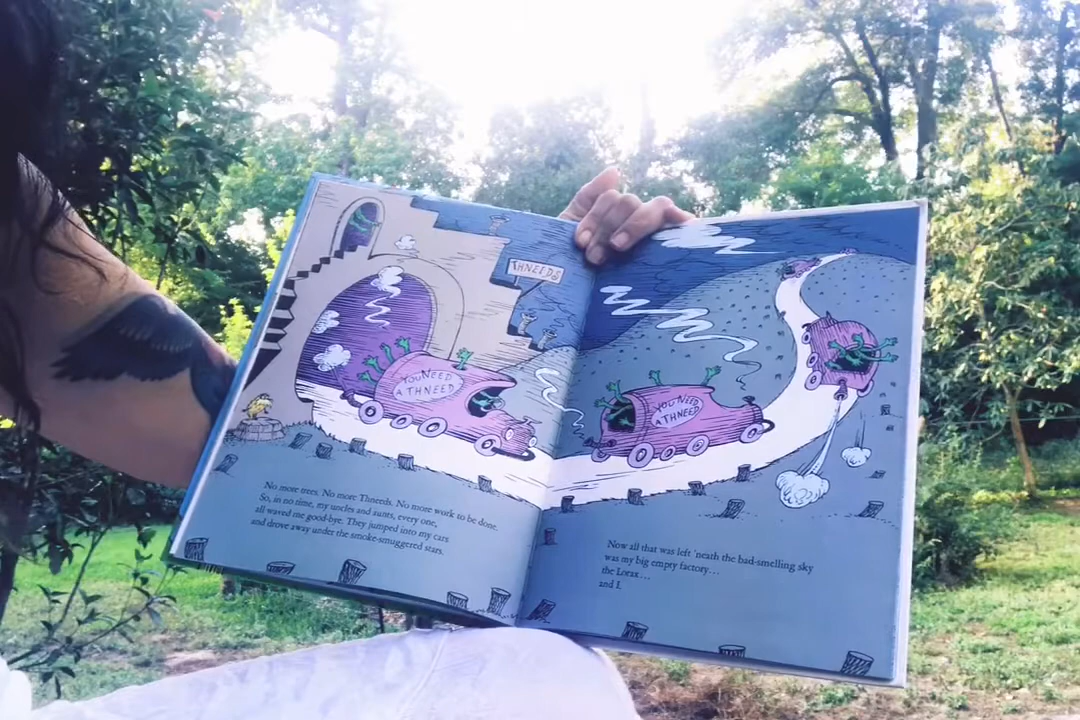 THNEEDS
YOU NEED
A THNEED
YOU NEED
A THNEED
No more trees. No more Thneeds. No more work to be done.
So, in no time, my uncles and aunts, every one,
all waved me good-bye. They jumped into my cars
and drove away under the smoke-smuggered stars.
Now all that was left 'neath the bad-smelling sky
was my big empty factory...
the Lorax...
and I.